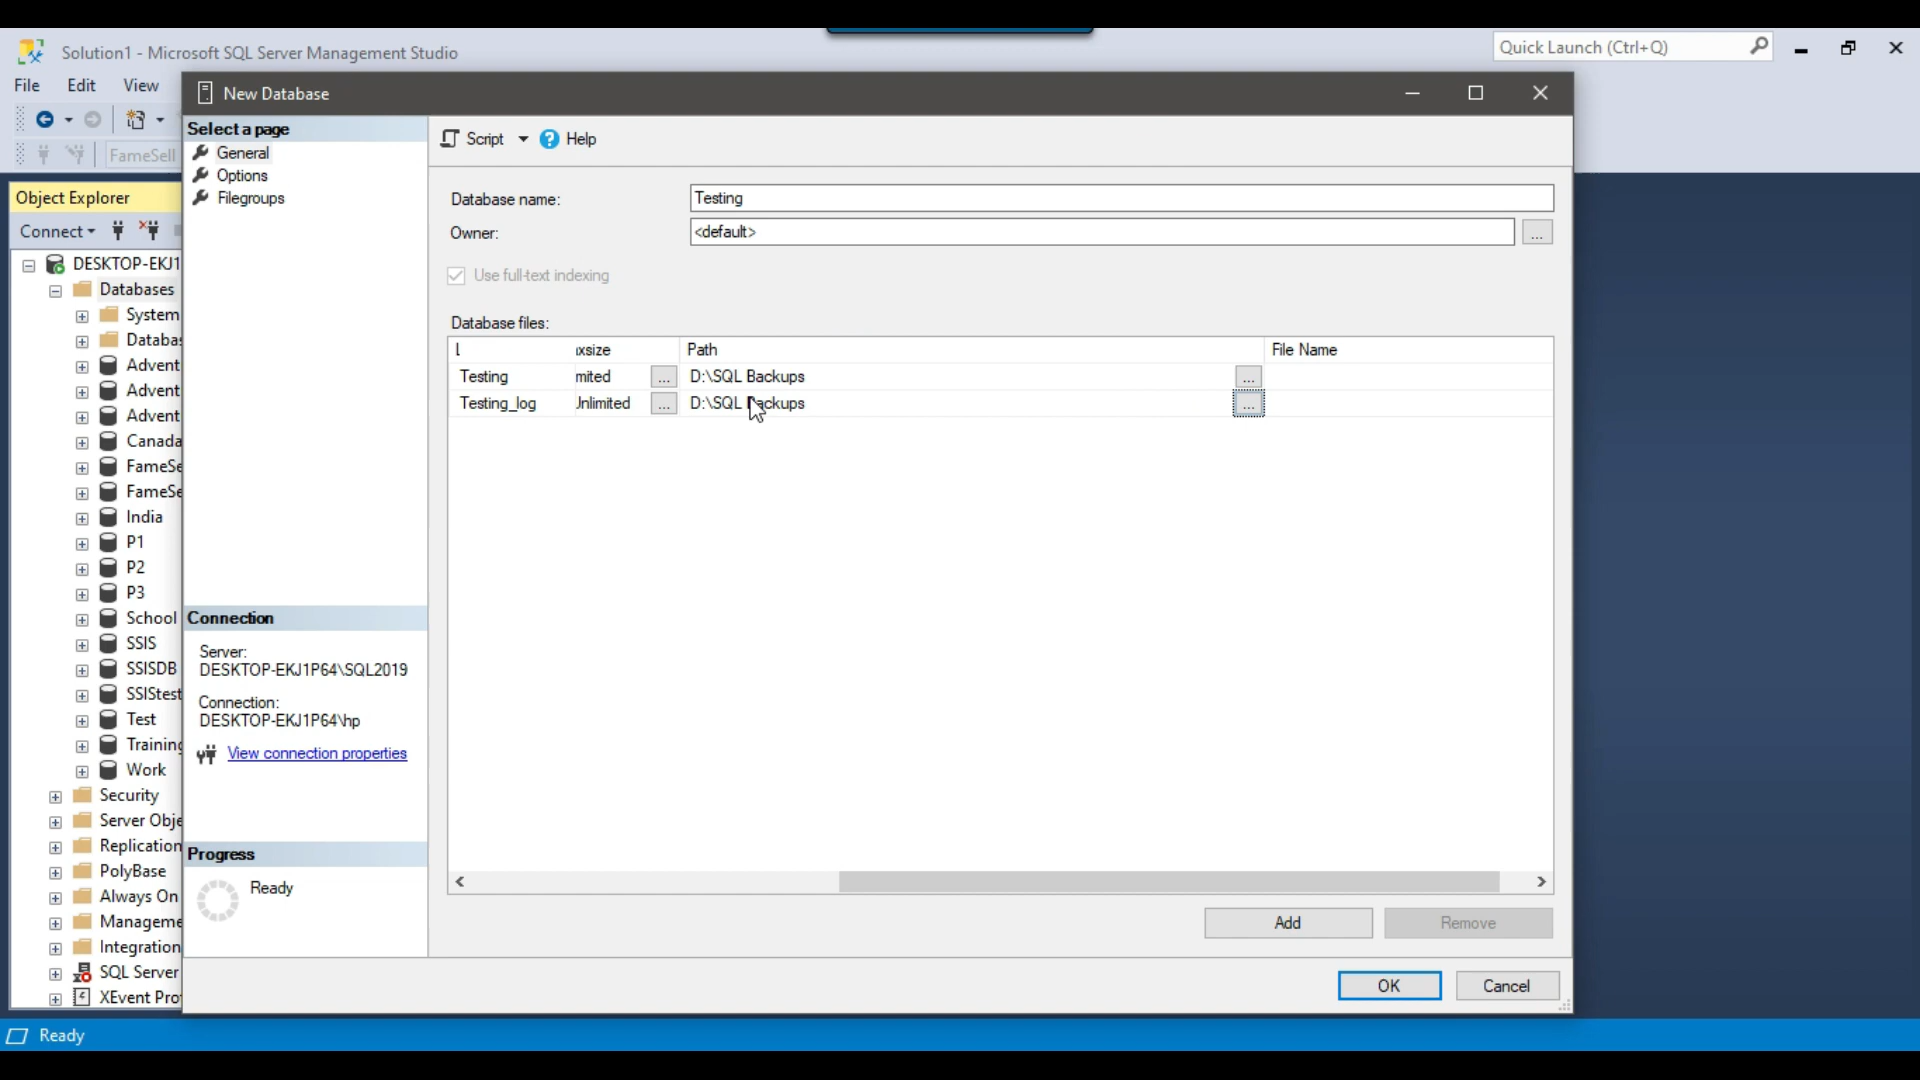 Solution1 - Microsoft SQL Server Management Studio
Quick Launch (Ctrl+Q)
File Edit View
FameSell
Object Explorer
Connect
DESKTOP-EKJ1
Databases
System
Databas
Advent
Advent
Advent
Canada
FameSe
FameSe
India
P1
P2
P3
School
SSIS
SSISDB
SSIStest
Test
Training
Work
Security
Server Obje
Replication
PolyBase
Always On
Manageme
Integration
SQL Server
XEvent Prof
New Database
Select a page
General
Options
Filegroups
Connection
Server:
DESKTOP-EKJ1P64\SQL2019
Connection:
DESKTOP-EKJ1P64\hp
View connection properties
Progress
Ready
Script Help
Database name: Testing
Owner: <default> ...
Use full-text indexing
Database files:
xsize Path File Name
Testing mited ... D:\SQL Backups ...
Testing_log Unlimited ... D:\SQL Backups ...
Add Remove
OK Cancel
Ready